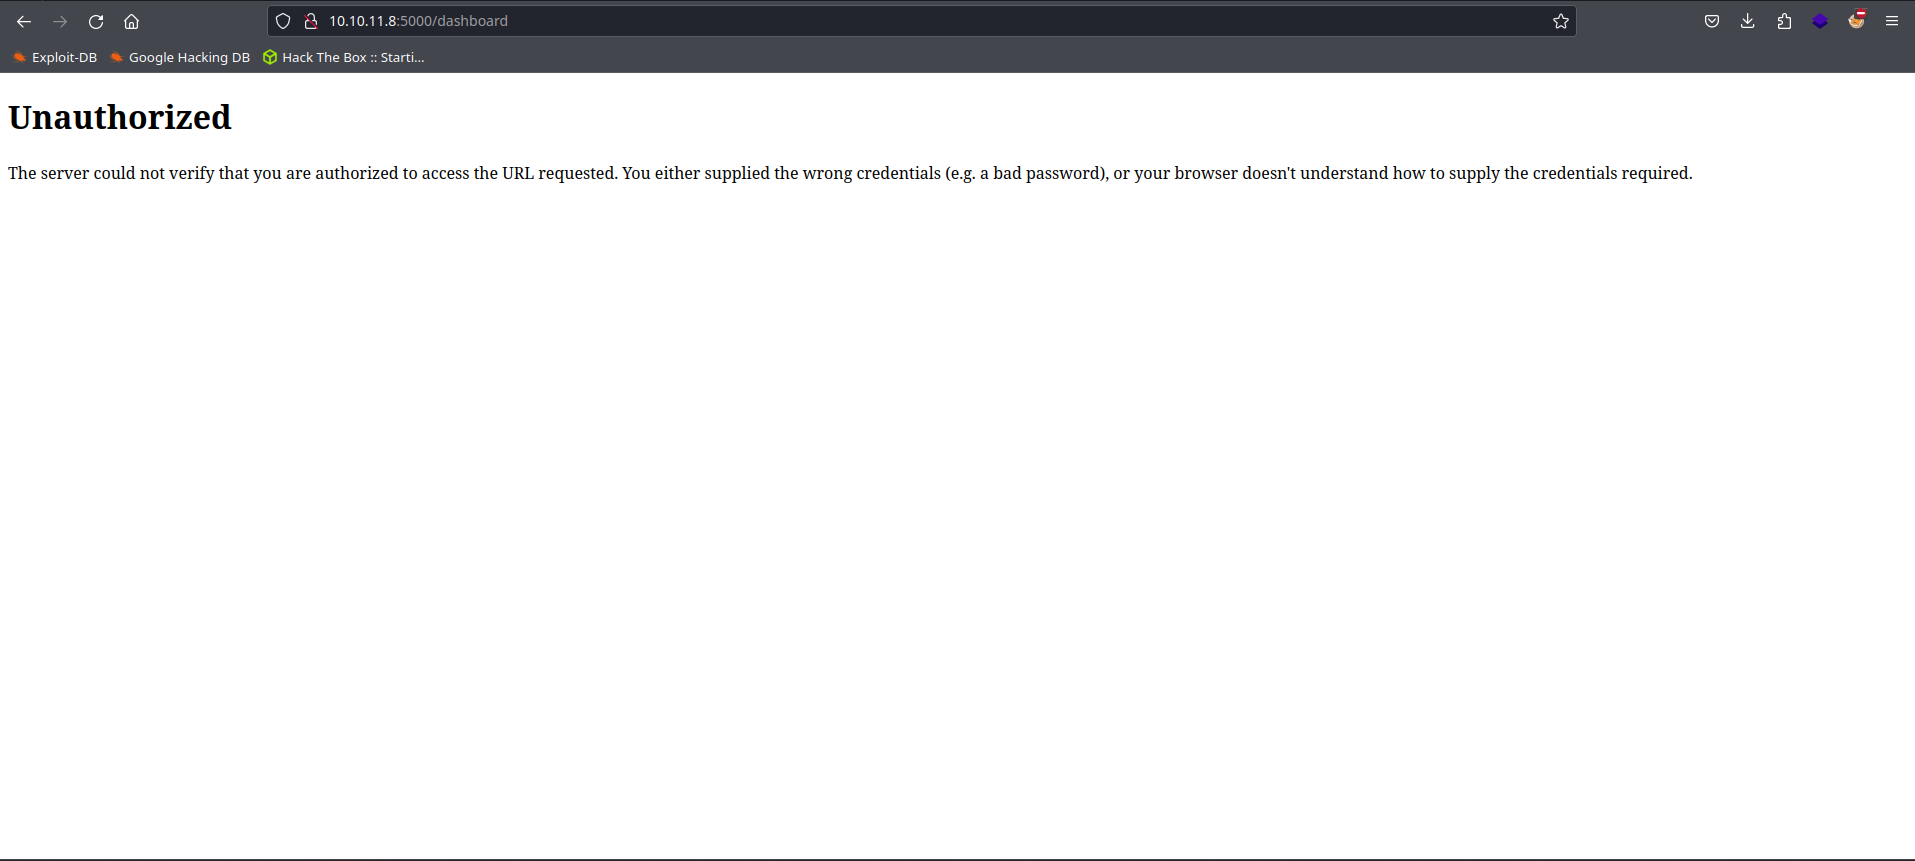 10.10.11.8:5000/dashboard
Exploit-DB Google Hacking DB Hack The Box :: Starti...
Unauthorized
The server could not verify that you are authorized to access the URL requested. You either supplied the wrong credentials (e.g. a bad password), or your browser doesn't understand how to supply the credentials required.